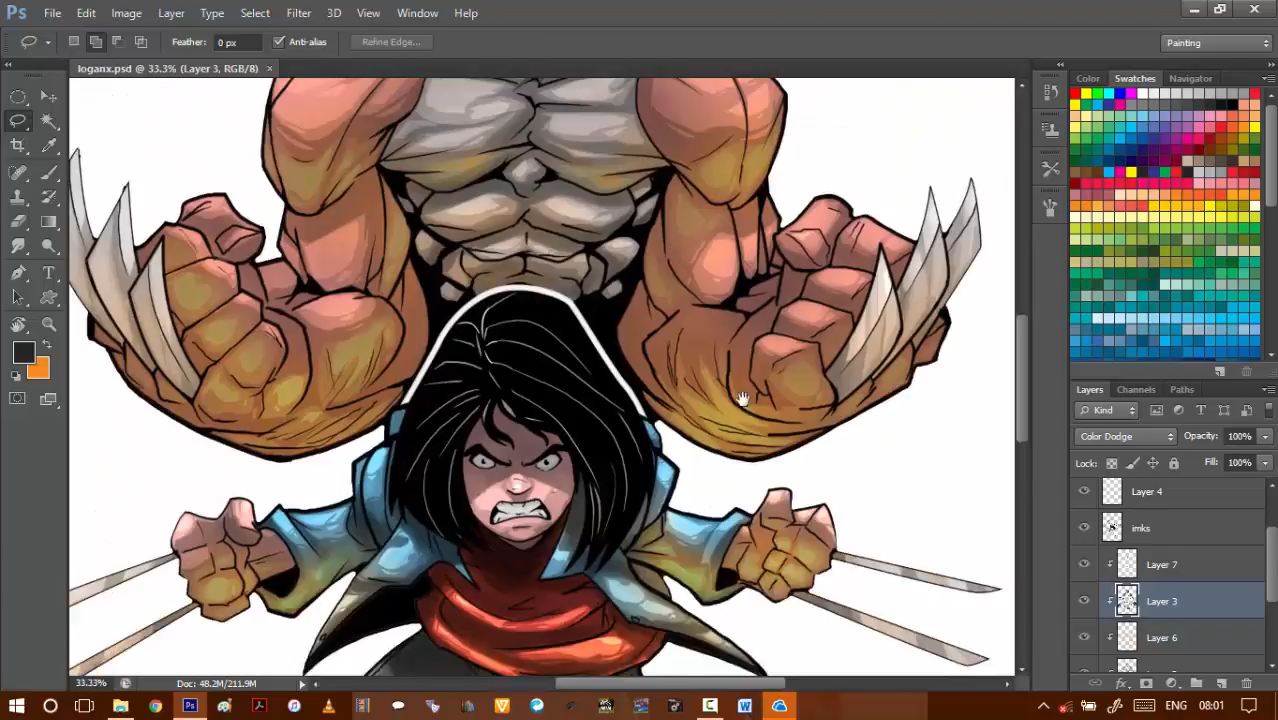 Ps File Edit Image Layer Type Select Filter 3D View Window Help
Feather: 0 px Anti-alias Refine Edge... Painting
loganx.psd @ 33.3% (Layer 3, RGB/8) ×
Color Swatches Navigator
Layers Channels Paths
Kind
Color Dodge Opacity: 100%
Lock: Fill: 100%
Layer 4
imks
Layer 7
Layer 3
Layer 6
33.33% Doc: 48.2M/211.9M
ENG 08:01